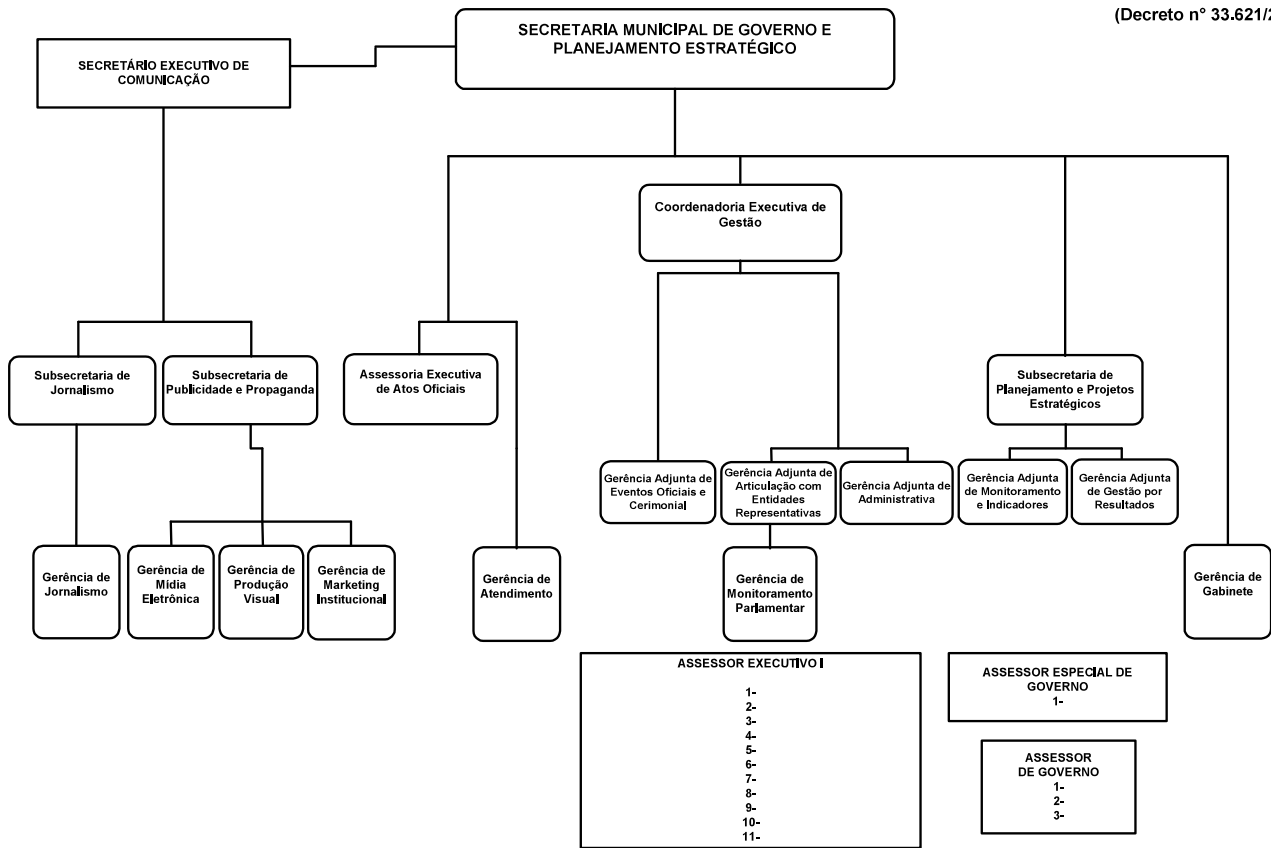 (Decreto n° 33.621/2
SECRETARIA MUNICIPAL DE GOVERNO E
PLANEJAMENTO ESTRATÉGICO
SECRETÁRIO EXECUTIVO DE
COMUNICAÇÃO
Coordenadoria Executiva de
Gestão
Subsecretaria de
Jornalismo
Subsecretaria de
Publicidade e Propaganda
Assessoria Executiva
de Atos Oficiais
Subsecretaria de
Planejamento e Projetos
Estratégicos
Gerência Adjunta de
Eventos Oficiais e
Cerimonial
Gerência Adjunta de
Articulação com
Entidades
Representativas
Gerência Adjunta de
Administrativa
Gerência Adjunta
de Monitoramento
e Indicadores
Gerência Adjunta
de Gestão por
Resultados
Gerência de
Jornalismo
Gerência de
Mídia
Eletrônica
Gerência de
Produção
Visual
Gerência de
Marketing
Institucional
Gerência de
Atendimento
Gerência de
Monitoramento
Parlamentar
Gerência de
Gabinete
ASSESSOR EXECUTIVO I
1-
2-
3-
4-
5-
6-
7-
8-
9-
10-
11-
ASSESSOR ESPECIAL DE
GOVERNO
1-
ASSESSOR
DE GOVERNO
1-
2-
3-